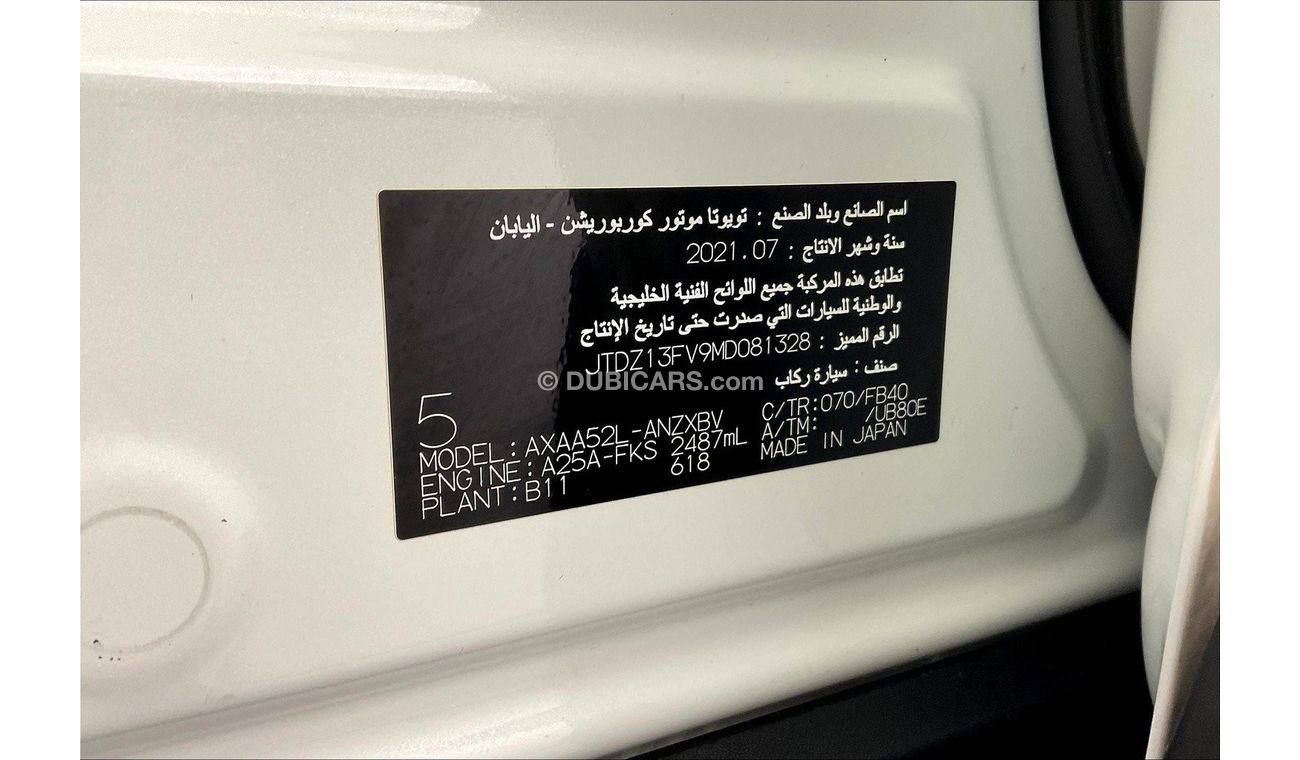 اسم الصانع وبلد الصنع : تويوتا موتور كوربوريشن - اليابان
سنة وشهر الانتاج : 2021.07
تطابق هذه المركبة جميع اللوائح الفنية الخليجية
والوطنية للسيارات التي صدرت حتى تاريخ الإنتاج
الرقم المميز : JTDZ13FV9MD081328
صنف : سيارة ركاب
© DUBICARS.com
5
MODEL:AXAA52L-ANZXBV C/TR:070/FB40
ENGINE:A25A-FKS 2487mL A/TM: /UB80E
PLANT:B11 618 MADE IN JAPAN